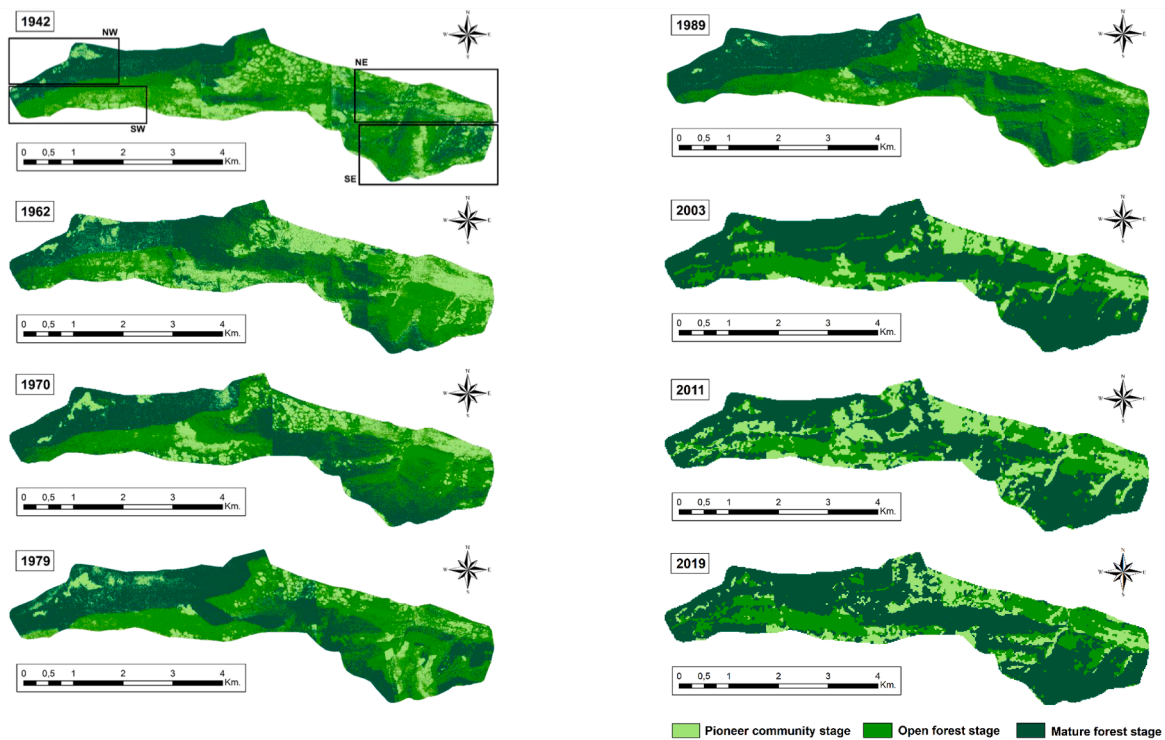 1942
NW
NE
SW
SE
N
W E
S
0 0,5 1 2 3 4
Km.
1962
N
W E
S
0 0,5 1 2 3 4
Km.
1970
N
W E
S
0 0,5 1 2 3 4
Km.
1979
N
W E
S
0 0,5 1 2 3 4
Km.
1989
N
W E
S
0 0,5 1 2 3 4
Km.
2003
N
W E
S
0 0,5 1 2 3 4
Km.
2011
N
W E
S
0 0,5 1 2 3 4
Km.
2019
N
W E
S
0 0,5 1 2 3 4
Km.
Pioneer community stage Open forest stage Mature forest stage